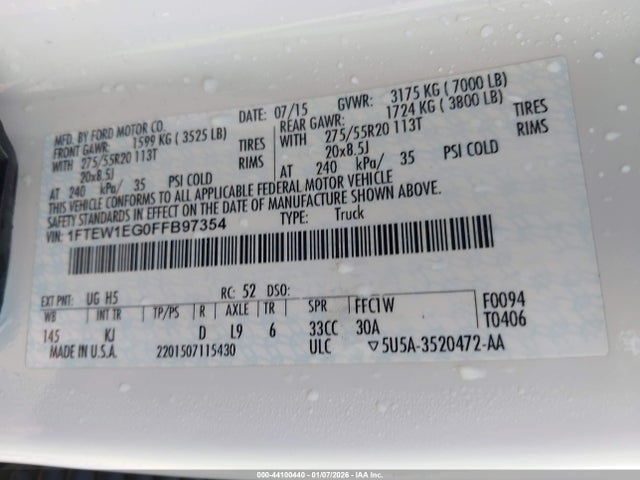 MFD. BY FORD MOTOR CO.
DATE: 07/15 GVWR: 3175 KG ( 7000 LB)
FRONT GAWR: 1599 KG ( 3525 LB) REAR GAWR: 1724 KG ( 3800 LB)
WITH 275/55R20 113T TIRES WITH 275/55R20 113T TIRES
20x8.5J RIMS 20x8.5J RIMS
AT 240 kPa/ 35 PSI COLD AT 240 kPa/ 35 PSI COLD
THIS VEHICLE CONFORMS TO ALL APPLICABLE FEDERAL MOTOR VEHICLE
SAFETY STANDARDS IN EFFECT ON THE DATE OF MANUFACTURE SHOWN ABOVE.
VIN: 1FTEW1EG0FFB97354 TYPE: Truck
EXT PNT: UG H5 RC: 52 DSO:
WB INT TR TP/PS R AXLE TR SPR FFC1W F0094
145 KJ D L9 6 33CC 30A T0406
MADE IN U.S.A. 2201507115430 ULC ▽5U5A-3520472-AA
000-44100440 - 01/07/2026 - IAA Inc.